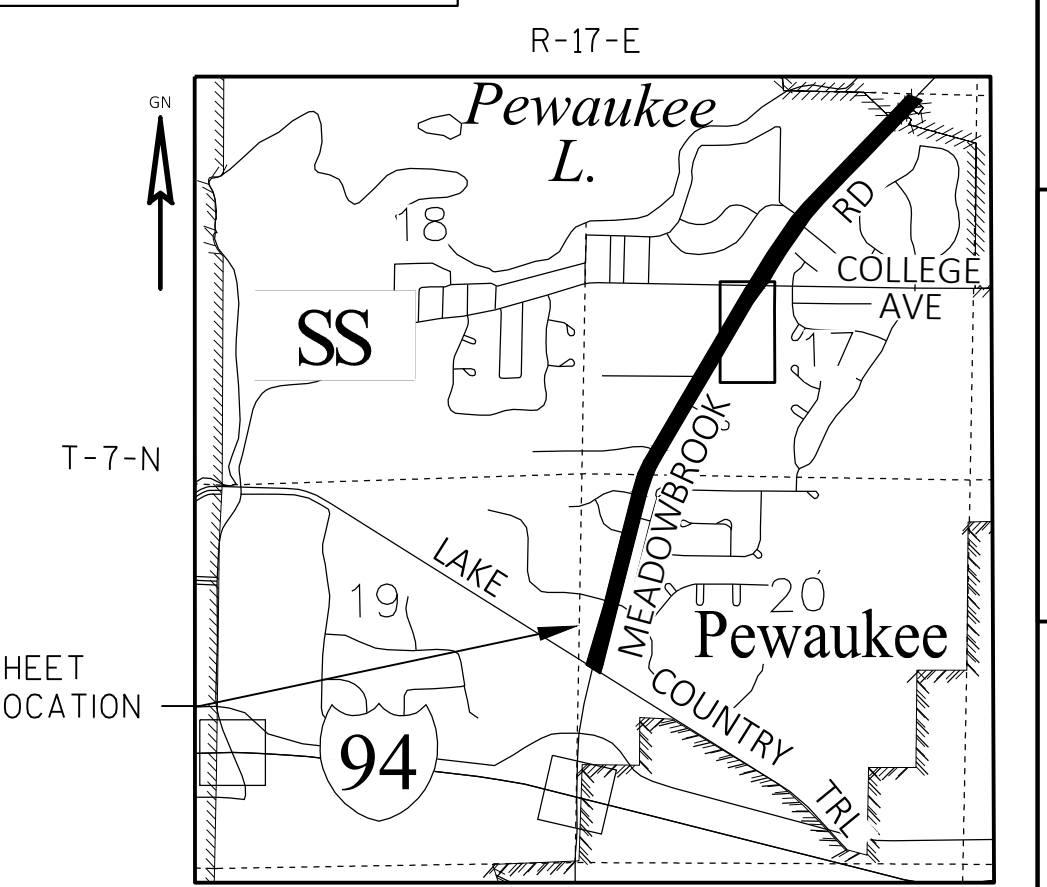 R-17-E
GN
Pewaukee
L.
18
RD
COLLEGE
AVE
SS
T-7-N
MEADOWBROOK
LAKE
19
20
Pewaukee
HEET
OCATION
COUNTRY
94
TRL